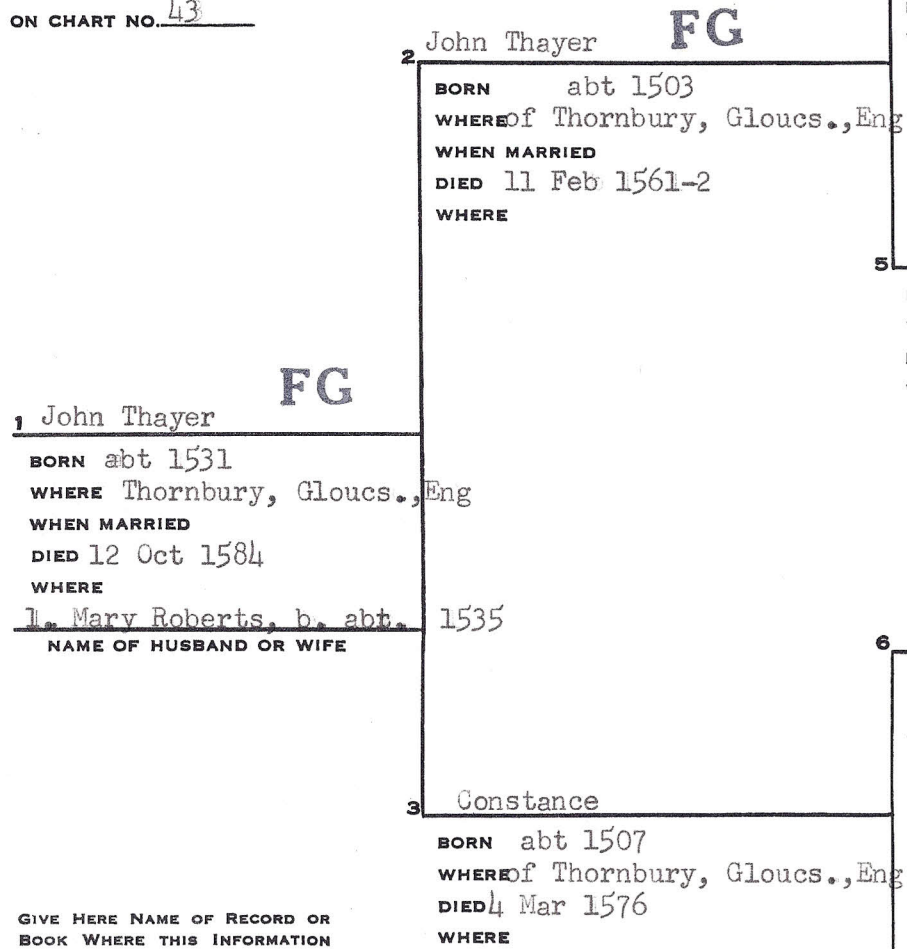 ON CHART NO. 43
2 John Thayer FG
BORN abt 1503
WHERE of Thornbury, Gloucs., Eng
WHEN MARRIED
DIED 11 Feb 1561-2
WHERE
5
FG
1 John Thayer
BORN abt 1531
WHERE Thornbury, Gloucs., Eng
WHEN MARRIED
DIED 12 Oct 1584
WHERE
1. Mary Roberts, b. abt. 1535
NAME OF HUSBAND OR WIFE
6
3 Constance
BORN abt 1507
WHERE of Thornbury, Gloucs., Eng
DIED 4 Mar 1576
WHERE
GIVE HERE NAME OF RECORD OR
BOOK WHERE THIS INFORMATION